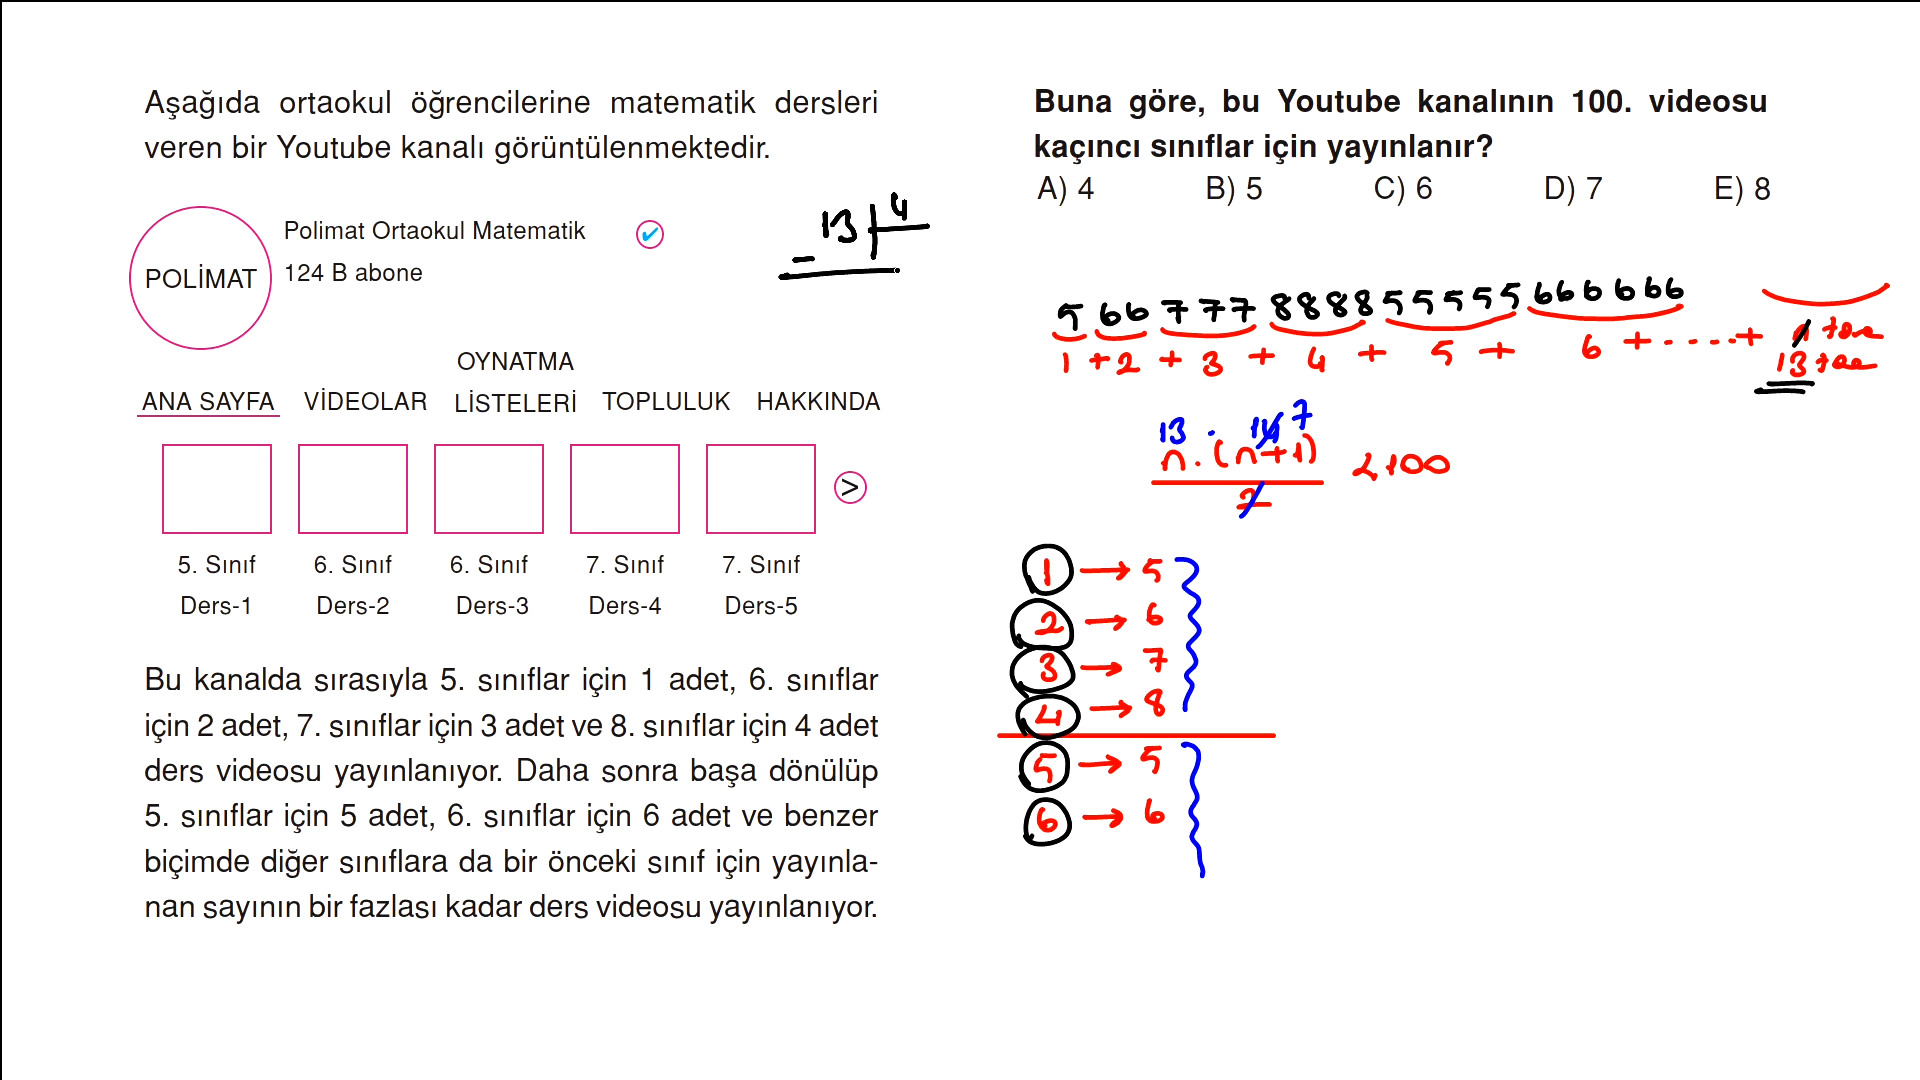 Aşağıda ortaokul öğrencilerine matematik dersleri
veren bir Youtube kanalı görüntülenmektedir.
POLİMAT
Polimat Ortaokul Matematik ✓
124 B abone
ANA SAYFA VİDEOLAR OYNATMA LİSTELERİ TOPLULUK HAKKINDA
>
5. Sınıf 6. Sınıf 6. Sınıf 7. Sınıf 7. Sınıf
Ders-1 Ders-2 Ders-3 Ders-4 Ders-5
Bu kanalda sırasıyla 5. sınıflar için 1 adet, 6. sınıflar
için 2 adet, 7. sınıflar için 3 adet ve 8. sınıflar için 4 adet
ders videosu yayınlanıyor. Daha sonra başa dönülüp
5. sınıflar için 5 adet, 6. sınıflar için 6 adet ve benzer
biçimde diğer sınıflara da bir önceki sınıf için yayınla-
nan sayının bir fazlası kadar ders videosu yayınlanıyor.
13 4
-
Buna göre, bu Youtube kanalının 100. videosu
kaçıncı sınıflar için yayınlanır?
A) 4 B) 5 C) 6 D) 7 E) 8
5 66 777 8888 55555 666666
1 + 2 + 3 + 4 + 5 + 6 + ...... + n tane
13 tane
13 . 14 7
n . (n+1) < 100
2
1 → 5
2 → 6
3 → 7
4 → 8
5 → 5
6 → 6